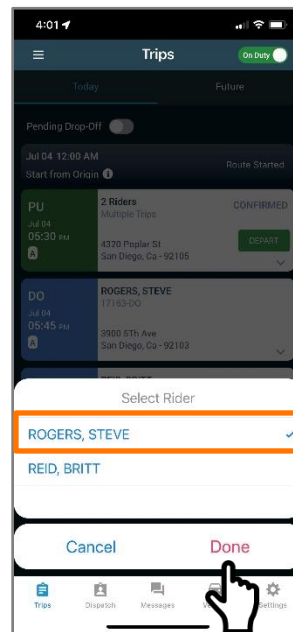 4:01
Trips
On Duty
Today Future
Pending Drop-Off
Jul 04 12:00 AM
Start from Origin
Route Started
PU
Jul 04
05:30 PM
A
2 Riders
Multiple Trips
4320 Poplar St
San Diego, Ca - 92105
CONFIRMED
DEPART
DO
Jul 04
05:45 PM
A
ROGERS, STEVE
17163-DO
3900 5Th Ave
San Diego, Ca - 92103
REID, BRITT
Select Rider
ROGERS, STEVE
REID, BRITT
Cancel Done
Trips Dispatch Messages Settings